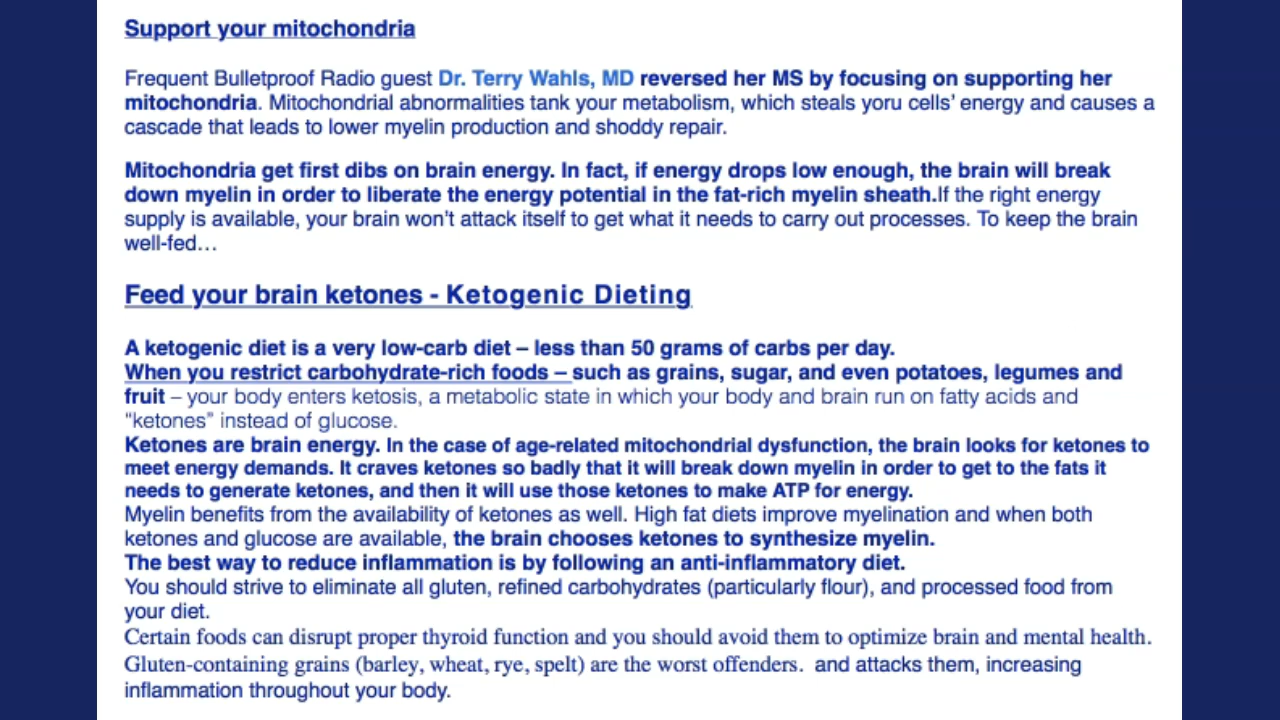 Support your mitochondria
Frequent Bulletproof Radio guest Dr. Terry Wahls, MD reversed her MS by focusing on supporting her
mitochondria. Mitochondrial abnormalities tank your metabolism, which steals yoru cells' energy and causes a
cascade that leads to lower myelin production and shoddy repair.
Mitochondria get first dibs on brain energy. In fact, if energy drops low enough, the brain will break
down myelin in order to liberate the energy potential in the fat-rich myelin sheath.If the right energy
supply is available, your brain won't attack itself to get what it needs to carry out processes. To keep the brain
well-fed…
Feed your brain ketones - Ketogenic Dieting
A ketogenic diet is a very low-carb diet – less than 50 grams of carbs per day.
When you restrict carbohydrate-rich foods – such as grains, sugar, and even potatoes, legumes and
fruit – your body enters ketosis, a metabolic state in which your body and brain run on fatty acids and
"ketones" instead of glucose.
Ketones are brain energy. In the case of age-related mitochondrial dysfunction, the brain looks for ketones to
meet energy demands. It craves ketones so badly that it will break down myelin in order to get to the fats it
needs to generate ketones, and then it will use those ketones to make ATP for energy.
Myelin benefits from the availability of ketones as well. High fat diets improve myelination and when both
ketones and glucose are available, the brain chooses ketones to synthesize myelin.
The best way to reduce inflammation is by following an anti-inflammatory diet.
You should strive to eliminate all gluten, refined carbohydrates (particularly flour), and processed food from
your diet.
Certain foods can disrupt proper thyroid function and you should avoid them to optimize brain and mental health.
Gluten-containing grains (barley, wheat, rye, spelt) are the worst offenders.  and attacks them, increasing
inflammation throughout your body.